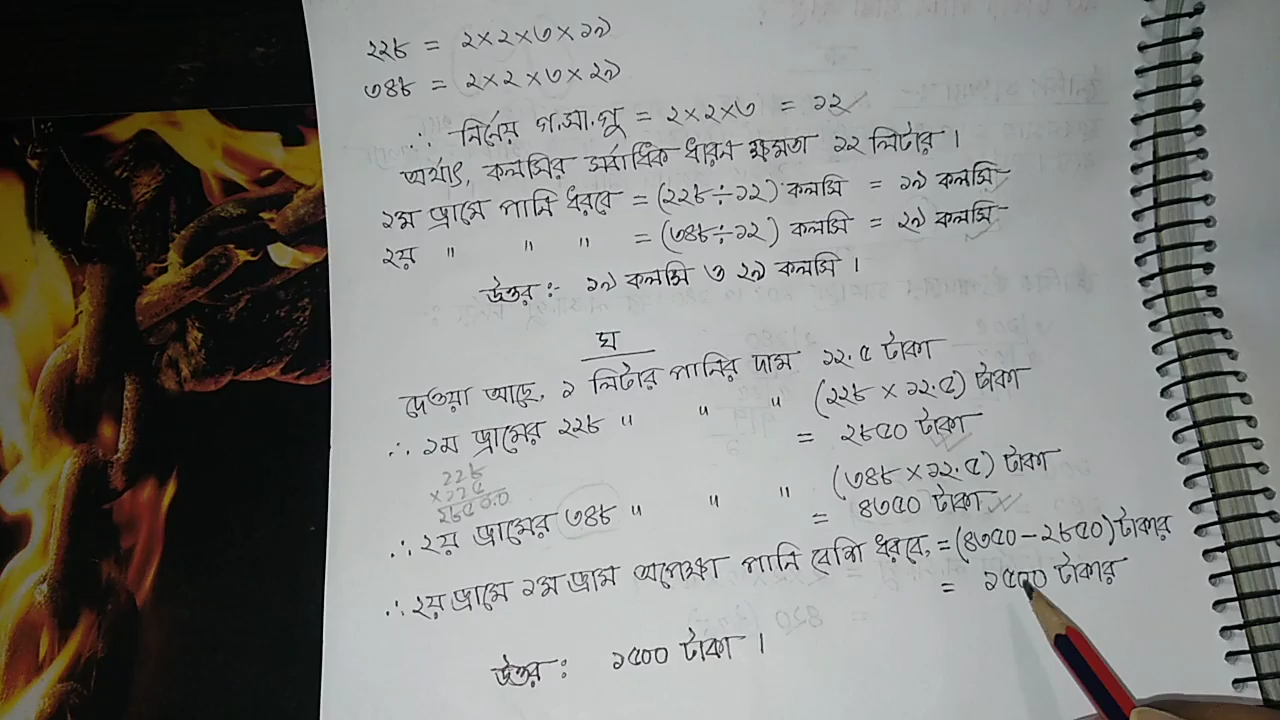 ২২৮ = ২×২×৩×১৯
৩৪৮ = ২×২×৩×২৯
∴ নির্নেয় গ.সা.গু = ২×২×৩ = ১২
অর্থাৎ, কলসির সর্বাধিক ধারন ক্ষমতা ১২ লিটার।
১ম ড্রামে পানি ধরবে = (২২৮÷১২) কলসি = ১৯ কলসি
২য় " " " = (৩৪৮÷১২) কলসি = ২৯ কলসি
উত্তর: ১৯ কলসি ও ২৯ কলসি।
ঘ
দেওয়া আছে, ১ লিটার পানির দাম ১২.৫ টাকা
∴ ১ম ড্রামের ২২৮ " " " (২২৮ × ১২.৫) টাকা
= ২৮৫০ টাকা
২২৮
∴ ২য় ড্রামের ৩৪৮ " " " (৩৪৮ × ১২.৫) টাকা
= ৪৩৫০ টাকা
∴ ২য় ড্রামে ১ম ড্রাম অপেক্ষা পানি বেশি ধরবে, = (৪৩৫০ - ২৮৫০) টাকার
= ১৫০০ টাকার
উত্তর: ১৫০০ টাকা।